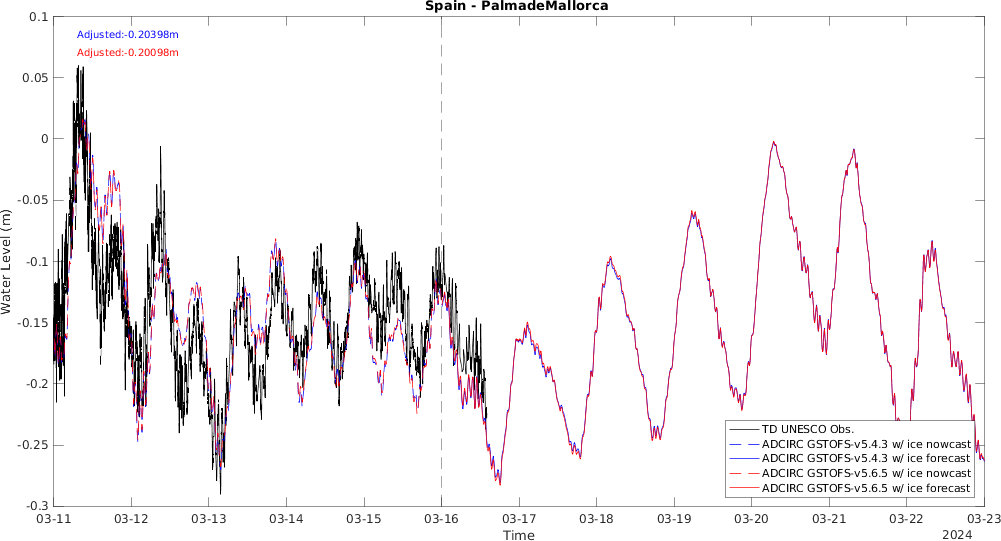 Spain - PalmadeMallorca
Adjusted:-0.20398m
Adjusted:-0.20098m
0.1
0.05
0
-0.05
-0.1
-0.15
-0.2
-0.25
-0.3
Water Level (m)
TD UNESCO Obs.
ADCIRC GSTOFS-v5.4.3 w/ ice nowcast
ADCIRC GSTOFS-v5.4.3 w/ ice forecast
ADCIRC GSTOFS-v5.6.5 w/ ice nowcast
ADCIRC GSTOFS-v5.6.5 w/ ice forecast
03-11 03-12 03-13 03-14 03-15 03-16 03-17 03-18 03-19 03-20 03-21 03-22 03-23
Time
2024